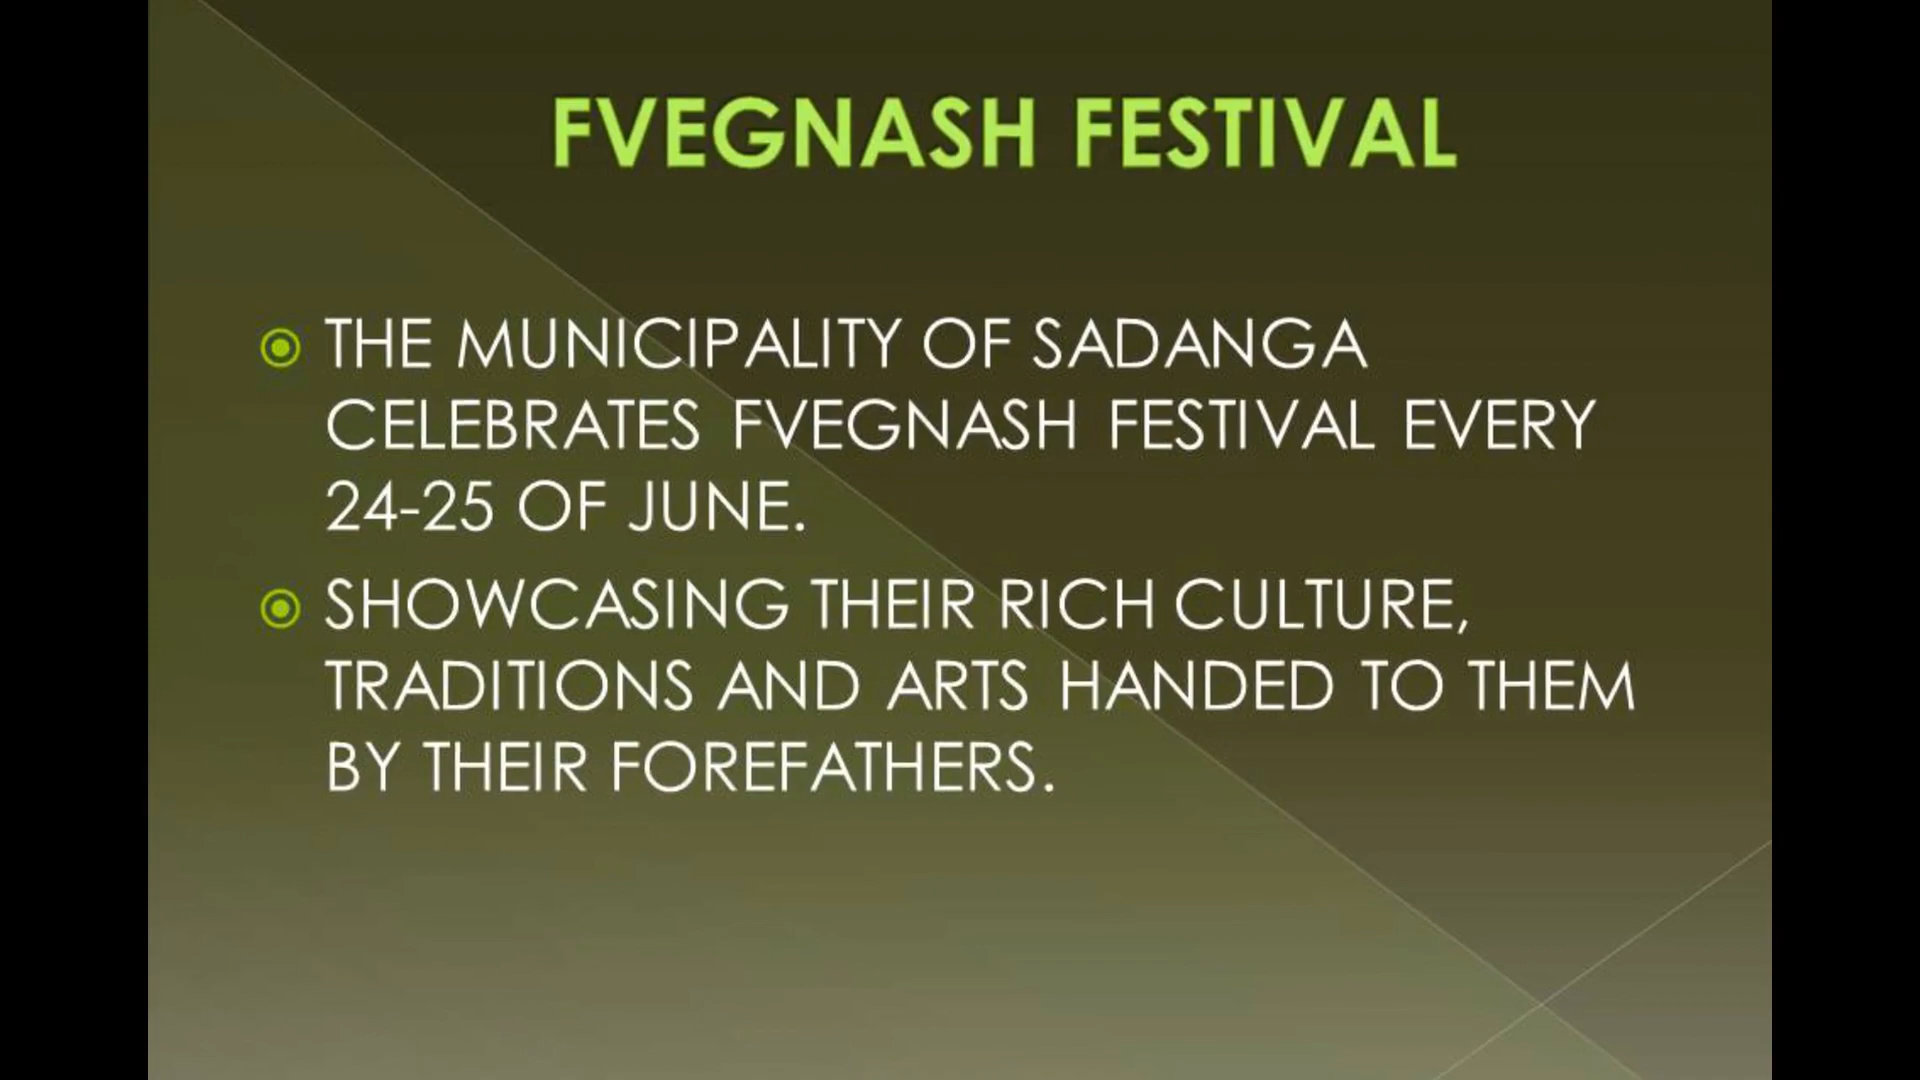 FVEGNASH FESTIVAL
THE MUNICIPALITY OF SADANGA
CELEBRATES FVEGNASH FESTIVAL EVERY
24-25 OF JUNE.
SHOWCASING THEIR RICH CULTURE,
TRADITIONS AND ARTS HANDED TO THEM
BY THEIR FOREFATHERS.